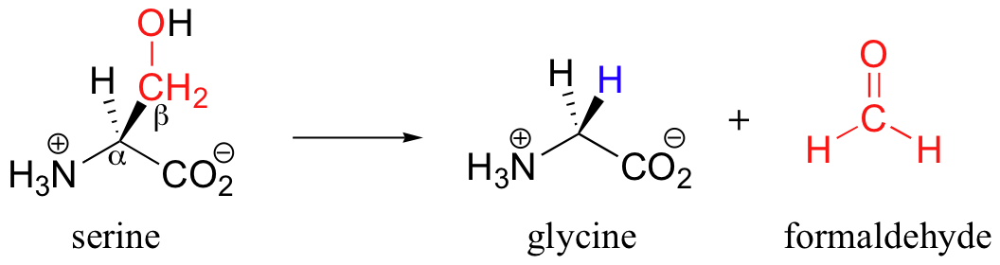 OH
H
CH2
β
α
H3N
⊕
CO2
⊖
serine
H
H
H3N
⊕
CO2
⊖
glycine
+
O
C
H
H
formaldehyde